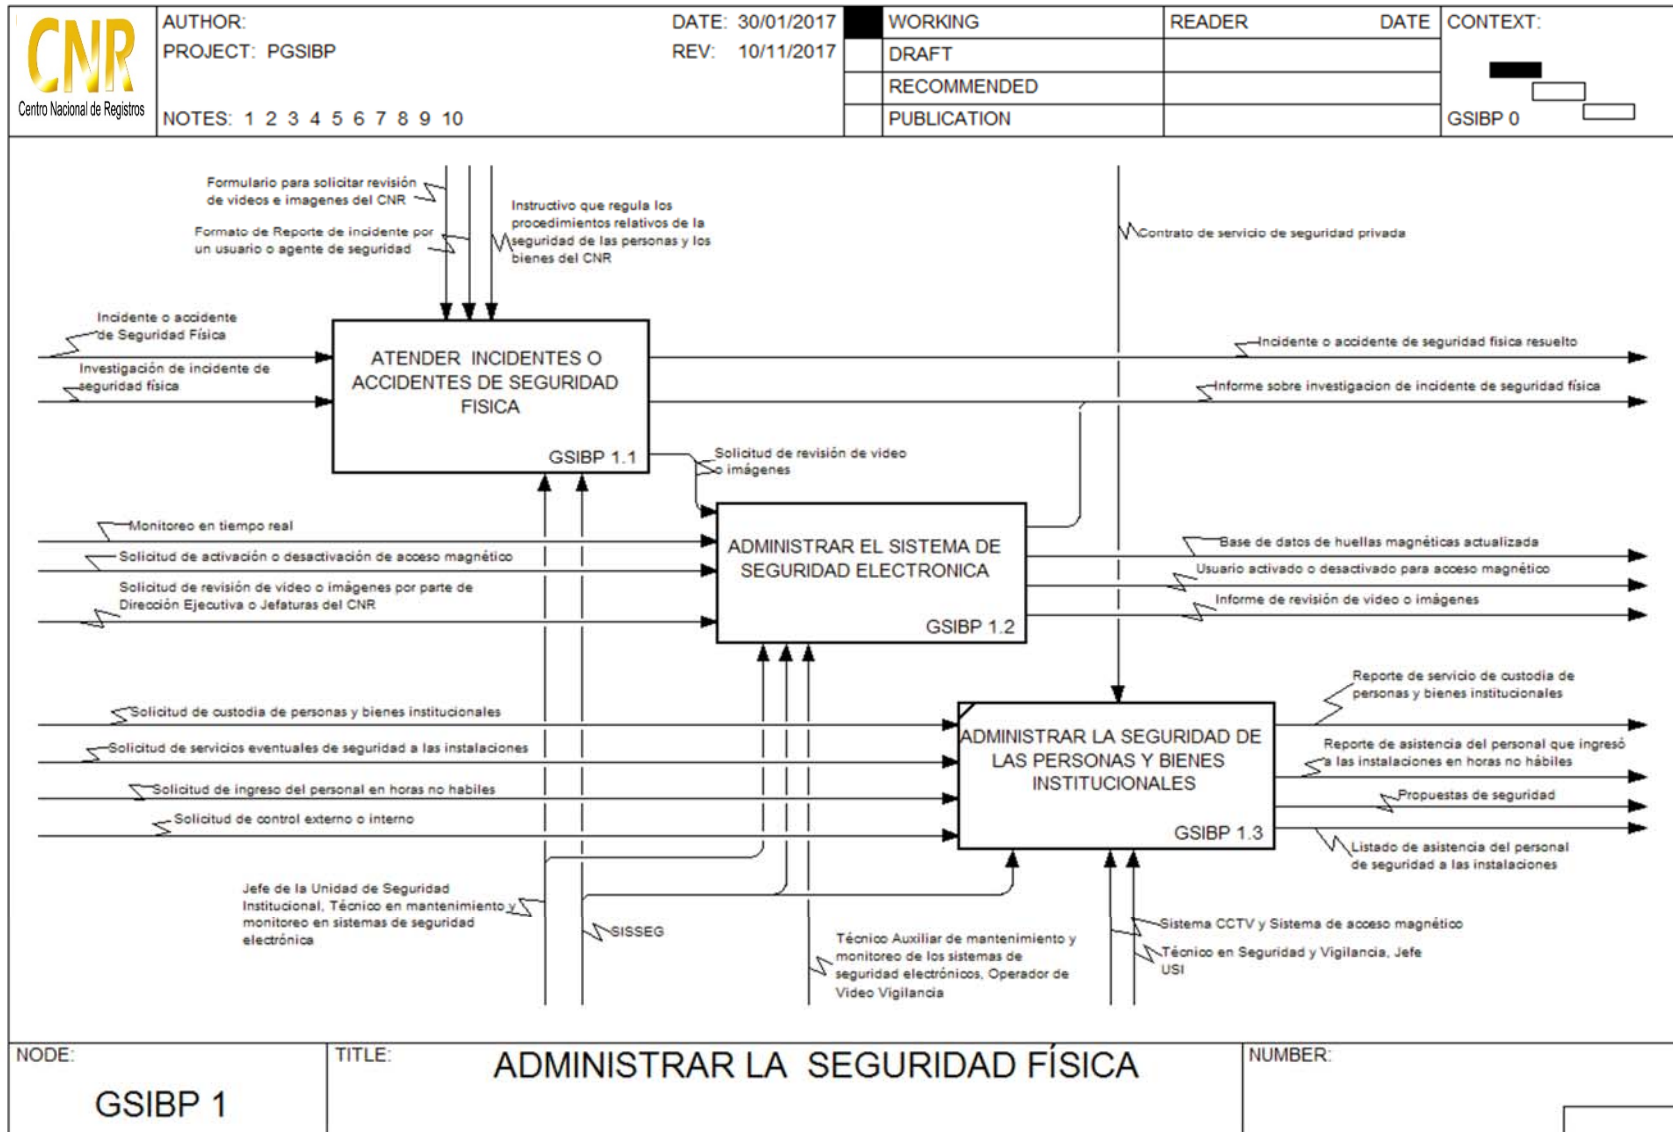 CNR
Centro Nacional de Registros
AUTHOR:
DATE: 30/01/2017
PROJECT: PGSIBP
REV: 10/11/2017
NOTES: 1 2 3 4 5 6 7 8 9 10
WORKING
DRAFT
RECOMMENDED
PUBLICATION
READER DATE
CONTEXT:
GSIBP 0
Formulario para solicitar revisión
de videos e imagenes del CNR
Formato de Reporte de incidente por
un usuario o agente de seguridad
Instructivo que regula los
procedimientos relativos de la
seguridad de las personas y los
bienes del CNR
Contrato de servicio de seguridad privada
Incidente o accidente
de Seguridad Física
Investigación de incidente de
seguridad física
ATENDER INCIDENTES O
ACCIDENTES DE SEGURIDAD
FISICA
GSIBP 1.1
Incidente o accidente de seguridad fisica resuelto
Informe sobre investigacion de incidente de seguridad física
Solicitud de revisión de video
o imágenes
Monitoreo en tiempo real
Solicitud de activación o desactivación de acceso magnético
Solicitud de revisión de video o imágenes por parte de
Dirección Ejecutiva o Jefaturas del CNR
ADMINISTRAR EL SISTEMA DE
SEGURIDAD ELECTRONICA
GSIBP 1.2
Base de datos de huellas magnéticas actualizada
Usuario activado o desactivado para acceso magnético
Informe de revisión de video o imágenes
Solicitud de custodia de personas y bienes institucionales
Solicitud de servicios eventuales de seguridad a las instalaciones
Solicitud de ingreso del personal en horas no habiles
Solicitud de control externo o interno
ADMINISTRAR LA SEGURIDAD DE
LAS PERSONAS Y BIENES
INSTITUCIONALES
GSIBP 1.3
Reporte de servicio de custodia de
personas y bienes institucionales
Reporte de asistencia del personal que ingresó
a las instalaciones en horas no hábiles
Propuestas de seguridad
Listado de asistencia del personal
de seguridad a las instalaciones
Jefe de la Unidad de Seguridad
Institucional, Técnico en mantenimiento y
monitoreo en sistemas de seguridad
electrónica
SISSEG
Técnico Auxiliar de mantenimiento y
monitoreo de los sistemas de
seguridad electrónicos, Operador de
Video Vigilancia
Sistema CCTV y Sistema de acceso magnético
Técnico en Seguridad y Vigilancia, Jefe
USI
NODE:
GSIBP 1
TITLE:
ADMINISTRAR LA SEGURIDAD FÍSICA
NUMBER: